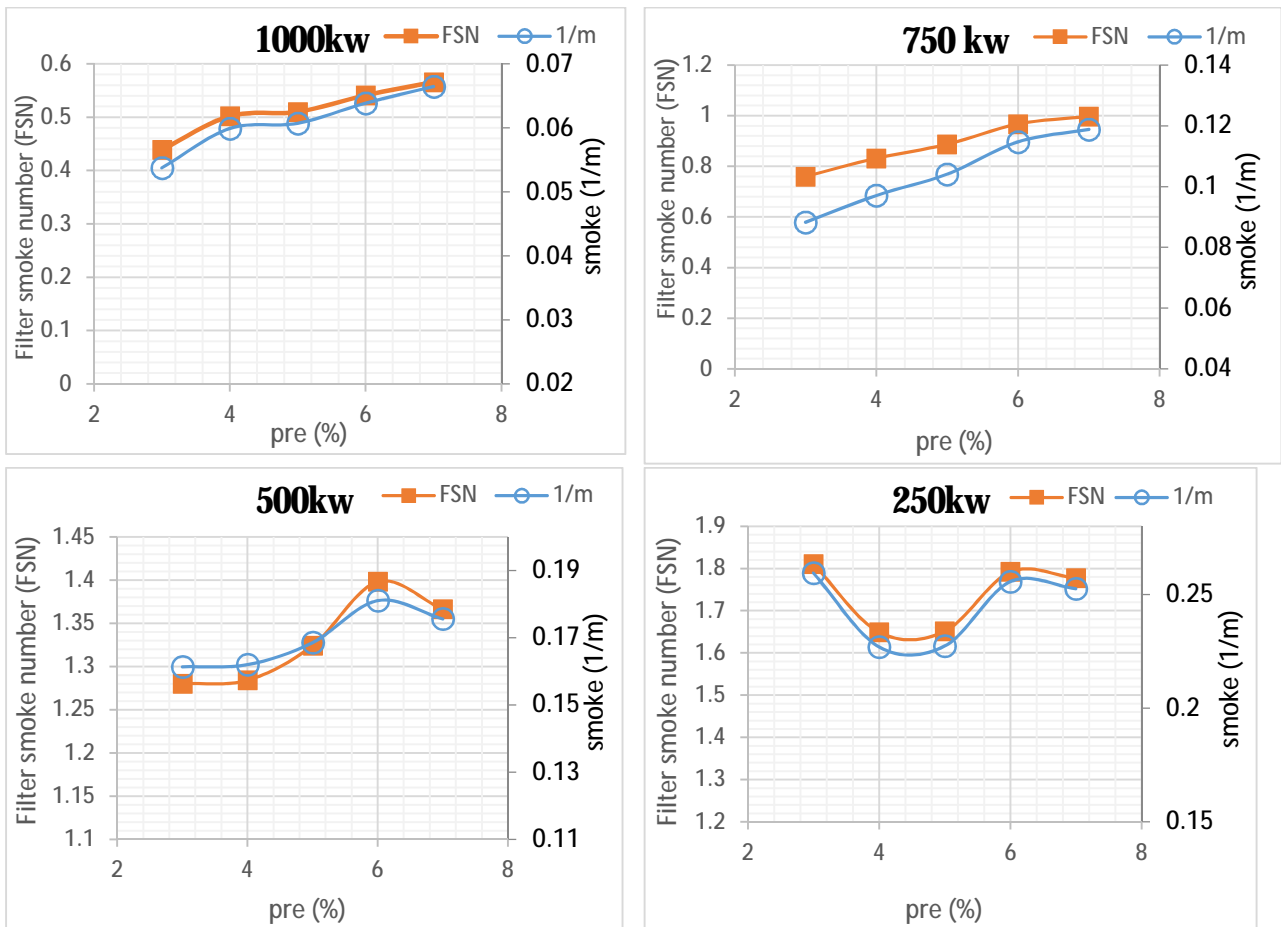 1000kw
FSN
1/m
Filter smoke number (FSN)
0.6
0.5
0.4
0.3
0.2
0.1
0
0.07
0.06
0.05
0.04
0.03
0.02
smoke (1/m)
2 4 6 8
pre (%)
750 kw
FSN
1/m
Filter smoke number (FSN)
1.2
1
0.8
0.6
0.4
0.2
0
0.14
0.12
0.1
0.08
0.06
0.04
smoke (1/m)
2 4 6 8
pre (%)
500kw
FSN
1/m
Filter smoke number (FSN)
1.45
1.4
1.35
1.3
1.25
1.2
1.15
1.1
0.19
0.17
0.15
0.13
0.11
smoke (1/m)
2 4 6 8
pre (%)
250kw
FSN
1/m
Filter smoke number (FSN)
1.9
1.8
1.7
1.6
1.5
1.4
1.3
1.2
0.25
0.2
0.15
smoke (1/m)
2 4 6 8
pre (%)